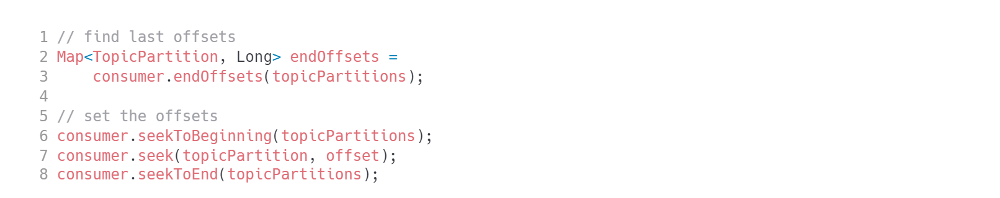 1 // find last offsets
2 Map<TopicPartition, Long> endOffsets =
3     consumer.endOffsets(topicPartitions);
4
5 // set the offsets
6 consumer.seekToBeginning(topicPartitions);
7 consumer.seek(topicPartition, offset);
8 consumer.seekToEnd(topicPartitions);